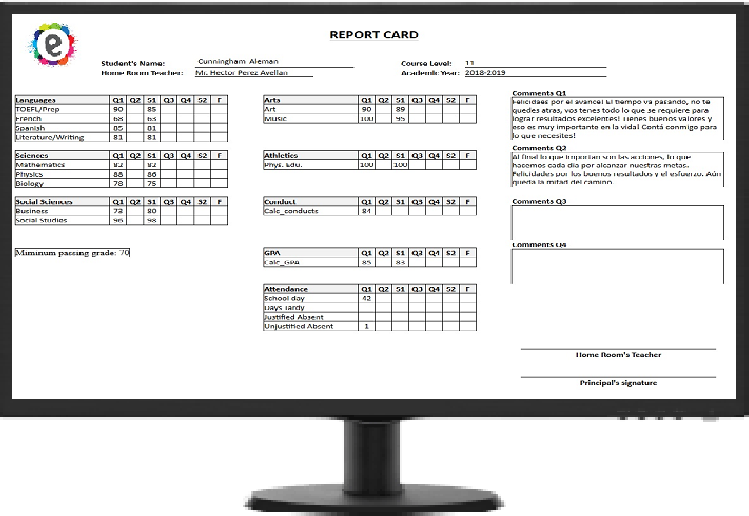 e
REPORT CARD
Student's Name: Cunningham Aleman
Course Level: 11
Home Room Teacher: Mr. Hector Perez Avellan
Academic Year: 2018-2019
Languages Q1 Q2 S1 Q3 Q4 S2 F
TOEFL/Prep 90 85
French 68 63
Spanish 85 81
Literature/Writing 81 81
Sciences Q1 Q2 S1 Q3 Q4 S2 F
Mathematics 82 82
Physics 88 86
Biology 78 75
Social Sciences Q1 Q2 S1 Q3 Q4 S2 F
Business 73 80
Social Studies 96 98
Miminum passing grade: 70
Arts Q1 Q2 S1 Q3 Q4 S2 F
Art 90 89
Music 100 95
Athletics Q1 Q2 S1 Q3 Q4 S2 F
Phys. Edu. 100 100
Conduct Q1 Q2 S1 Q3 Q4 S2 F
Calc_conducts 84
GPA Q1 Q2 S1 Q3 Q4 S2 F
Calc_GPA 85 83
Attendance Q1 Q2 S1 Q3 Q4 S2 F
School day 42
Days Tardy
Justified Absent
Unjustified Absent 1
Comments Q1
Felicidaes por el avance! El tiempo va pasando, no te
quedes atras, vos tenes todo lo que se requiere para
lograr resultados excelentes! Tienes buenos valores y
eso es muy importante en la vida! Contá conmigo para
lo que necesites!
Comments Q2
Al final lo que importan son las acciones, lo que
hacemos cada día por alcanzar nuestras metas.
Felicidades por los buenos resultados y el esfuerzo. Aún
queda la mitad del camino.
Comments Q3
Comments Q4
Home Room's Teacher
Principal's signature